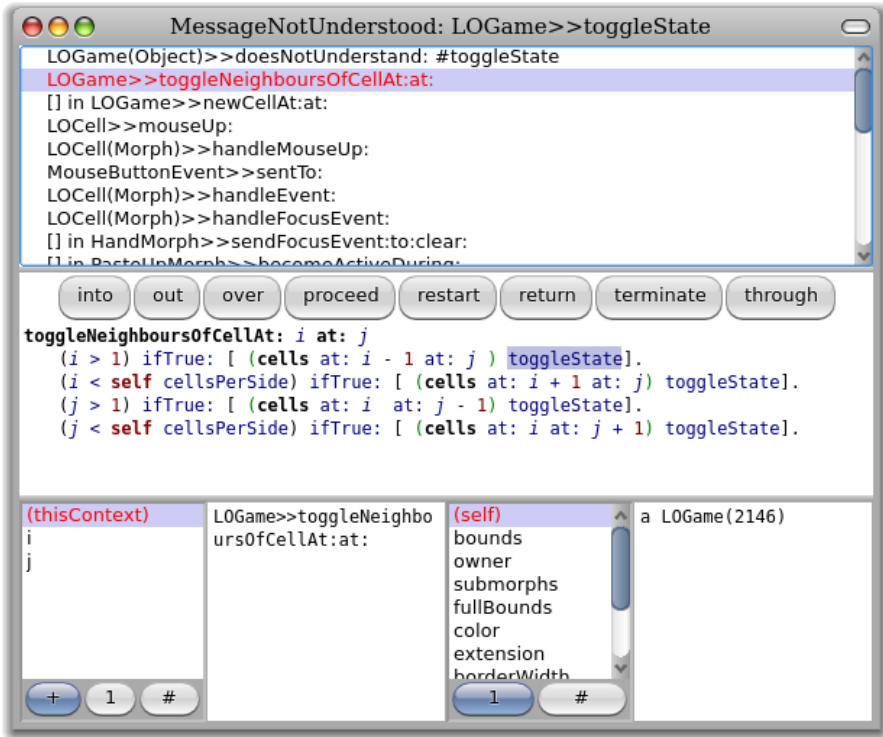 MessageNotUnderstood: LOGame>>toggleState
LOGame(Object)>>doesNotUnderstand: #toggleState
LOGame>>toggleNeighboursOfCellAt:at:
[] in LOGame>>newCellAt:at:
LOCell>>mouseUp:
LOCell(Morph)>>handleMouseUp:
MouseButtonEvent>>sentTo:
LOCell(Morph)>>handleEvent:
LOCell(Morph)>>handleFocusEvent:
[] in HandMorph>>sendFocusEvent:to:clear:
[] in PasteUpMorph>>becomeActiveDuring:
into out over proceed restart return terminate through
toggleNeighboursOfCellAt: i at: j
(i > 1) ifTrue: [ (cells at: i - 1 at: j ) toggleState].
(i < self cellsPerSide) ifTrue: [ (cells at: i + 1 at: j) toggleState].
(j > 1) ifTrue: [ (cells at: i  at: j - 1) toggleState].
(j < self cellsPerSide) ifTrue: [ (cells at: i at: j + 1) toggleState].
(thisContext)
i
j
+ 1 #
LOGame>>toggleNeighbo
ursOfCellAt:at:
(self)
bounds
owner
submorphs
fullBounds
color
extension
borderWidth
1 #
a LOGame(2146)